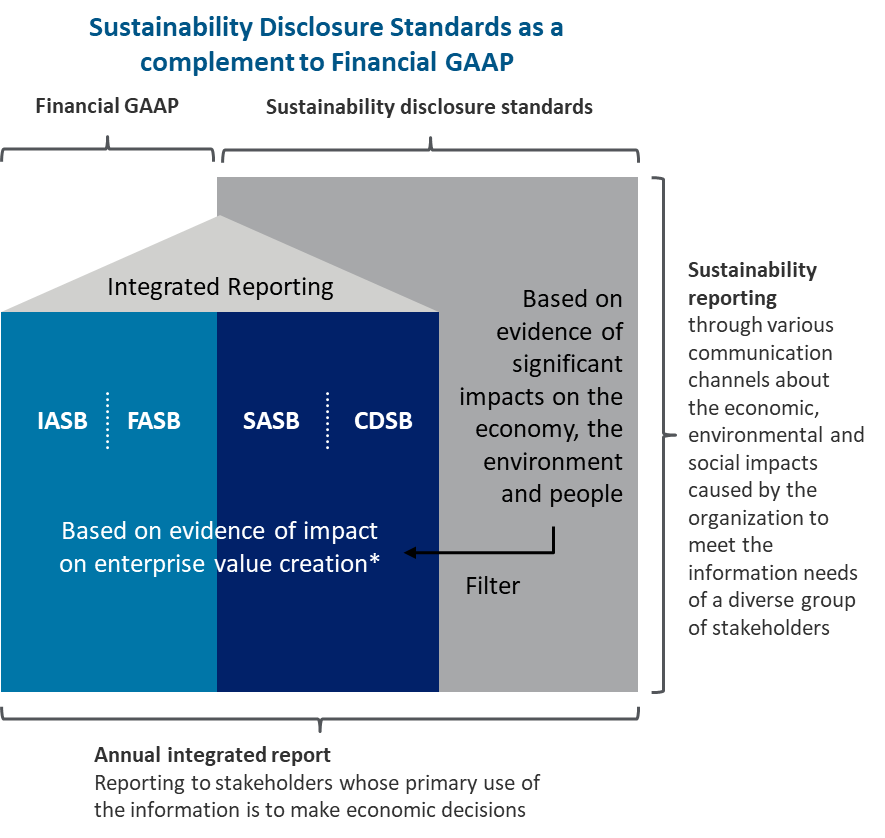 Sustainability Disclosure Standards as a
complement to Financial GAAP
Financial GAAP
Sustainability disclosure standards
Integrated Reporting
IASB
FASB
SASB
CDSB
Based on evidence of impact
on enterprise value creation*
Based on
evidence of
significant
impacts on the
economy, the
environment
and people
Filter
Sustainability
reporting
through various
communication
channels about
the economic,
environmental and
social impacts
caused by the
organization to
meet the
information needs
of a diverse group
of stakeholders
Annual integrated report
Reporting to stakeholders whose primary use of
the information is to make economic decisions